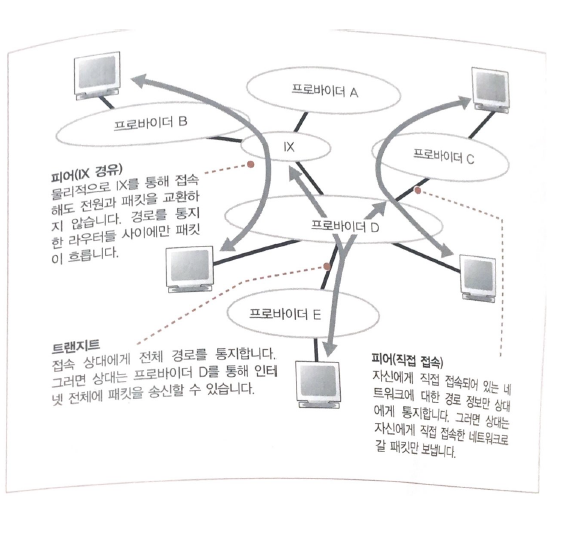 프로바이더 A
프로바이더 B
IX
프로바이더 C
피어(IX 경유)
물리적으로 IX를 통해 접속
해도 전원과 패킷을 교환하
지 않습니다. 경로를 통지
한 라우터들 사이에만 패킷
이 흐릅니다.
프로바이더 D
프로바이더 E
트랜지트
접속 상대에게 전체 경로를 통지합니다.
그러면 상대는 프로바이더 D를 통해 인터
넷 전체에 패킷을 송신할 수 있습니다.
피어(직접 접속)
자신에게 직접 접속되어 있는 네
트워크에 대한 경로 정보만 상대
에게 통지합니다. 그러면 상대는
자신에게 직접 접속한 네트워크로
갈 패킷만 보냅니다.